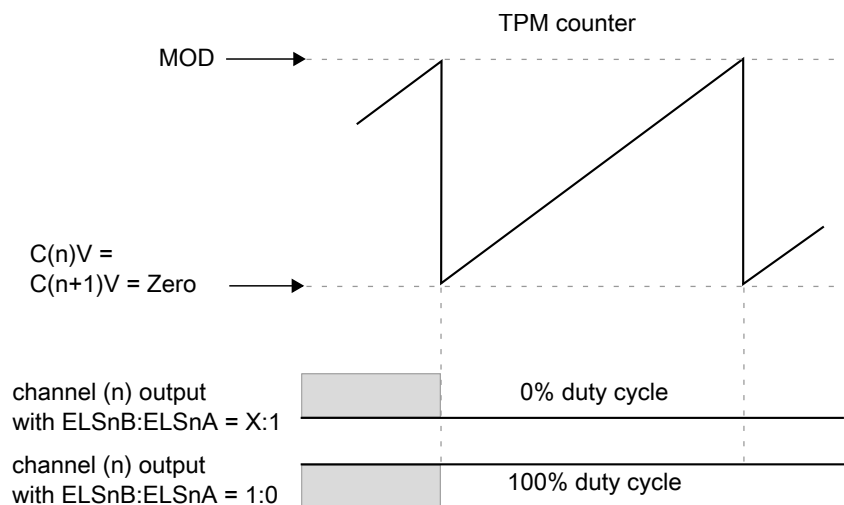 TPM counter
MOD
C(n)V =
C(n+1)V = Zero
channel (n) output
with ELSnB:ELSnA = X:1
0% duty cycle
channel (n) output
with ELSnB:ELSnA = 1:0
100% duty cycle